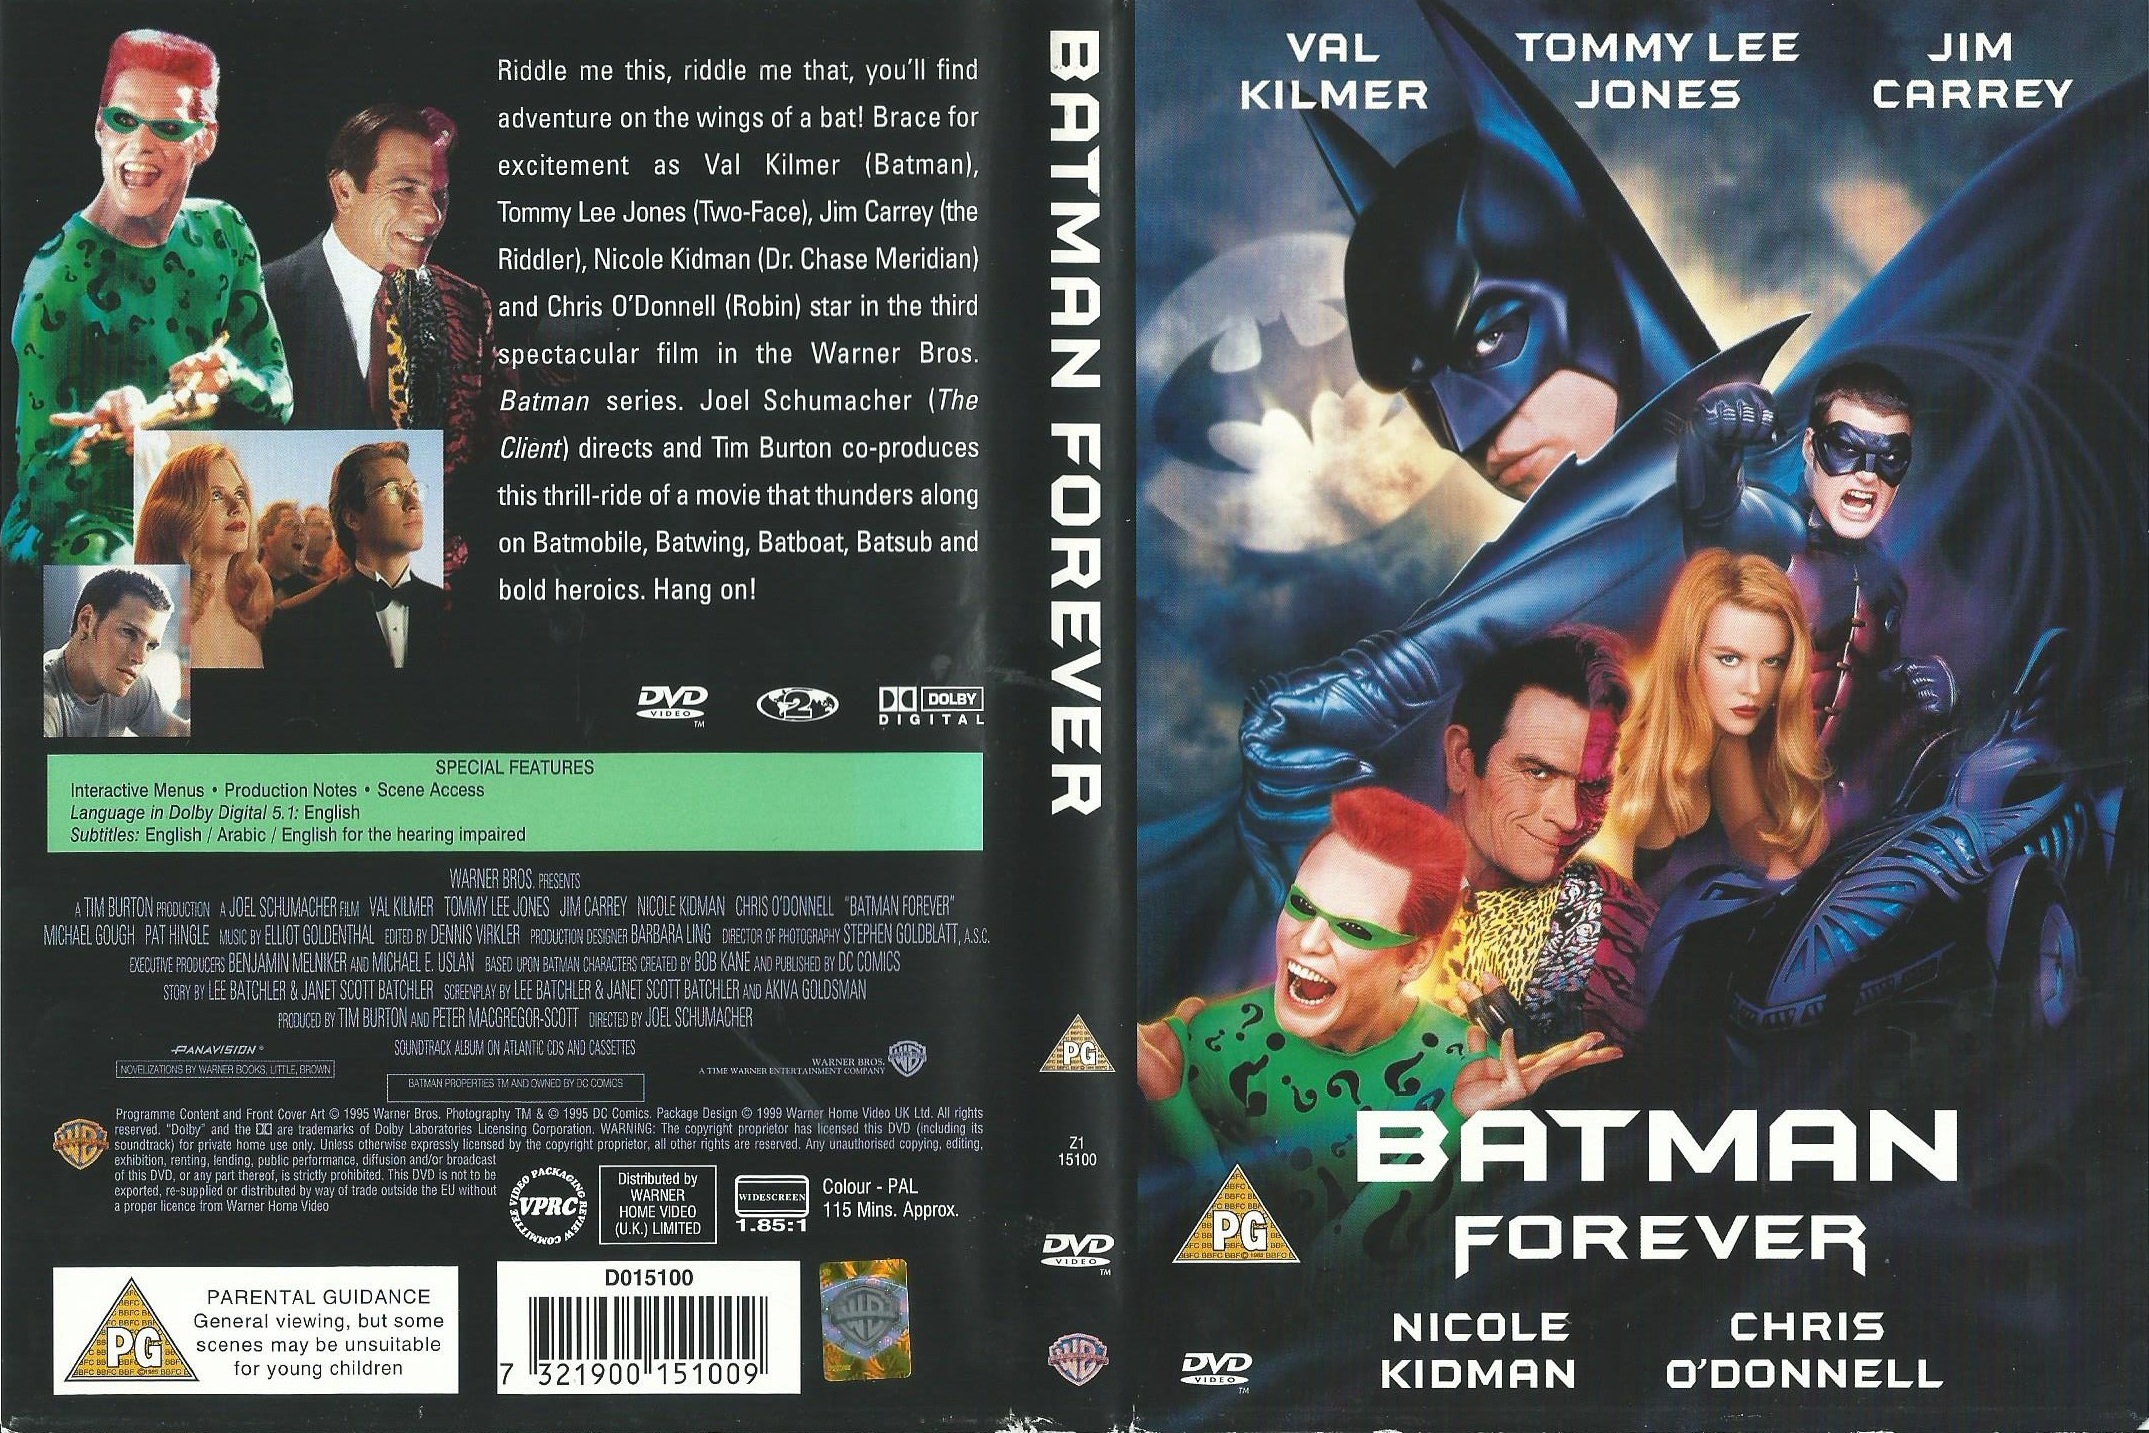 Riddle me this, riddle me that, you'll find
adventure on the wings of a bat! Brace for
excitement as Val Kilmer (Batman),
Tommy Lee Jones (Two-Face), Jim Carrey (the
Riddler), Nicole Kidman (Dr. Chase Meridian)
and Chris O'Donnell (Robin) star in the third
spectacular film in the Warner Bros.
Batman series. Joel Schumacher (The
Client) directs and Tim Burton co-produces
this thrill-ride of a movie that thunders along
on Batmobile, Batwing, Batboat, Batsub and
bold heroics. Hang on!
DVD
VIDEO
TM
2
DOLBY
DIGITAL
SPECIAL FEATURES
Interactive Menus • Production Notes • Scene Access
Language in Dolby Digital 5.1: English
Subtitles: English / Arabic / English for the hearing impaired
WARNER BROS. PRESENTS
A TIM BURTON PRODUCTION A JOEL SCHUMACHER FILM VAL KILMER TOMMY LEE JONES JIM CARREY NICOLE KIDMAN CHRIS O'DONNELL "BATMAN FOREVER"
MICHAEL GOUGH PAT HINGLE MUSIC BY ELLIOT GOLDENTHAL EDITED BY DENNIS VIRKLER PRODUCTION DESIGNER BARBARA LING DIRECTOR OF PHOTOGRAPHY STEPHEN GOLDBLATT, A.S.C.
EXECUTIVE PRODUCERS BENJAMIN MELNIKER AND MICHAEL E. USLAN BASED UPON BATMAN CHARACTERS CREATED BY BOB KANE AND PUBLISHED BY DC COMICS
STORY BY LEE BATCHLER & JANET SCOTT BATCHLER SCREENPLAY BY LEE BATCHLER & JANET SCOTT BATCHLER AND AKIVA GOLDSMAN
PRODUCED BY TIM BURTON AND PETER MACGREGOR-SCOTT DIRECTED BY JOEL SCHUMACHER
PANAVISION®
SOUNDTRACK ALBUM ON ATLANTIC CDS AND CASSETTES
NOVELIZATIONS BY WARNER BOOKS, LITTLE, BROWN
BATMAN PROPERTIES TM AND OWNED BY DC COMICS
WARNER BROS.
A TIME WARNER ENTERTAINMENT COMPANY
Programme Content and Front Cover Art © 1995 Warner Bros. Photography TM & © 1995 DC Comics. Package Design © 1999 Warner Home Video UK Ltd. All rights
reserved. "Dolby" and the DD are trademarks of Dolby Laboratories Licensing Corporation. WARNING: The copyright proprietor has licensed this DVD (including its
soundtrack) for private home use only. Unless otherwise expressly licensed by the copyright proprietor, all other rights are reserved. Any unauthorised copying, editing,
exhibition, renting, lending, public performance, diffusion and/or broadcast
of this DVD, or any part thereof, is strictly prohibited. This DVD is not to be
exported, re-supplied or distributed by way of trade outside the EU without
a proper licence from Warner Home Video
VIDEO PACKAGING REVIEW COMMITTEE
VPRC
Distributed by
WARNER
HOME VIDEO
(U.K.) LIMITED
WIDESCREEN
1.85:1
Colour - PAL
115 Mins. Approx.
PG
PARENTAL GUIDANCE
General viewing, but some
scenes may be unsuitable
for young children
D015100
7 321900 151009
BATMAN FOREVER
PG
Z1
15100
DVD
VIDEO
TM
VAL
KILMER
TOMMY LEE
JONES
JIM
CARREY
BATMAN
FOREVER
PG
NICOLE
KIDMAN
CHRIS
O'DONNELL
DVD
VIDEO
TM